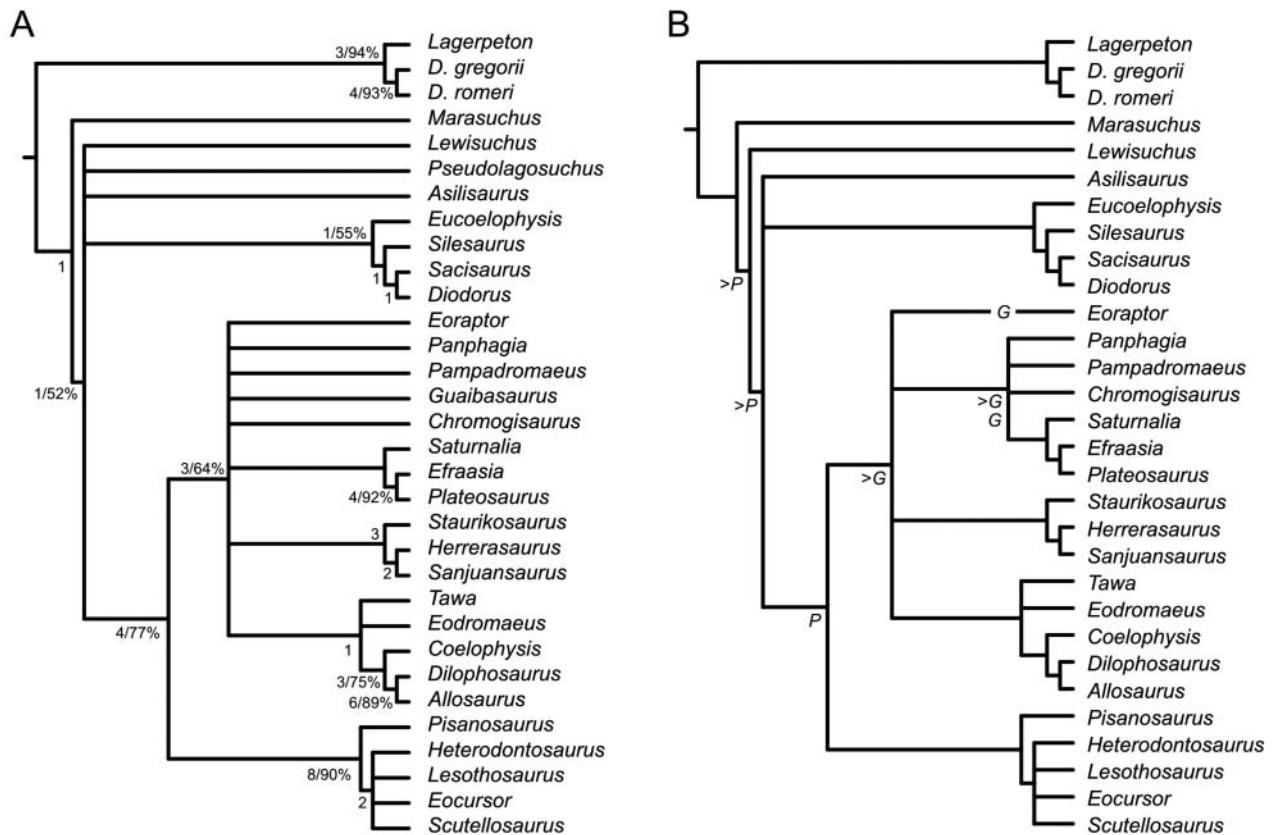 A
3/94%
Lagerpeton
D. gregorii
4/93%
D. romeri
Marasuchus
Lewisuchus
Pseudolagosuchus
Asilisaurus
Eucoelophysis
1/55%
Silesaurus
1
Sacisaurus
1
1
Diodorus
Eoraptor
Panphagia
Pampadromaeus
1/52%
Guaibasaurus
Chromogisaurus
Saturnalia
3/64%
Efraasia
4/92%
Plateosaurus
Staurikosaurus
3
Herrerasaurus
2
Sanjuansaurus
Tawa
Eodromaeus
4/77%
1
Coelophysis
3/75%
Dilophosaurus
6/89%
Allosaurus
Pisanosaurus
Heterodontosaurus
8/90%
Lesothosaurus
2
Eocursor
Scutellosaurus
B
Lagerpeton
D. gregorii
D. romeri
Marasuchus
Lewisuchus
Asilisaurus
Eucoelophysis
Silesaurus
Sacisaurus
>P
Diodorus
G
Eoraptor
Panphagia
Pampadromaeus
>P
>G
Chromogisaurus
G
Saturnalia
Efraasia
>G
Plateosaurus
Staurikosaurus
Herrerasaurus
Sanjuansaurus
Tawa
Eodromaeus
P
Coelophysis
Dilophosaurus
Allosaurus
Pisanosaurus
Heterodontosaurus
Lesothosaurus
Eocursor
Scutellosaurus